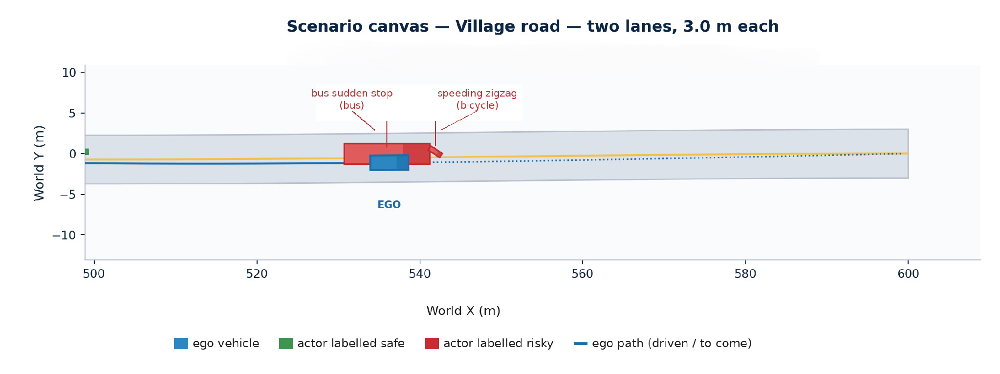 Scenario canvas — Village road — two lanes, 3.0 m each
10
5
0
−5
−10
World Y (m)
bus sudden stop
(bus)
speeding zigzag
(bicycle)
EGO
500
520
540
560
580
600
World X (m)
ego vehicle
actor labelled safe
actor labelled risky
ego path (driven / to come)